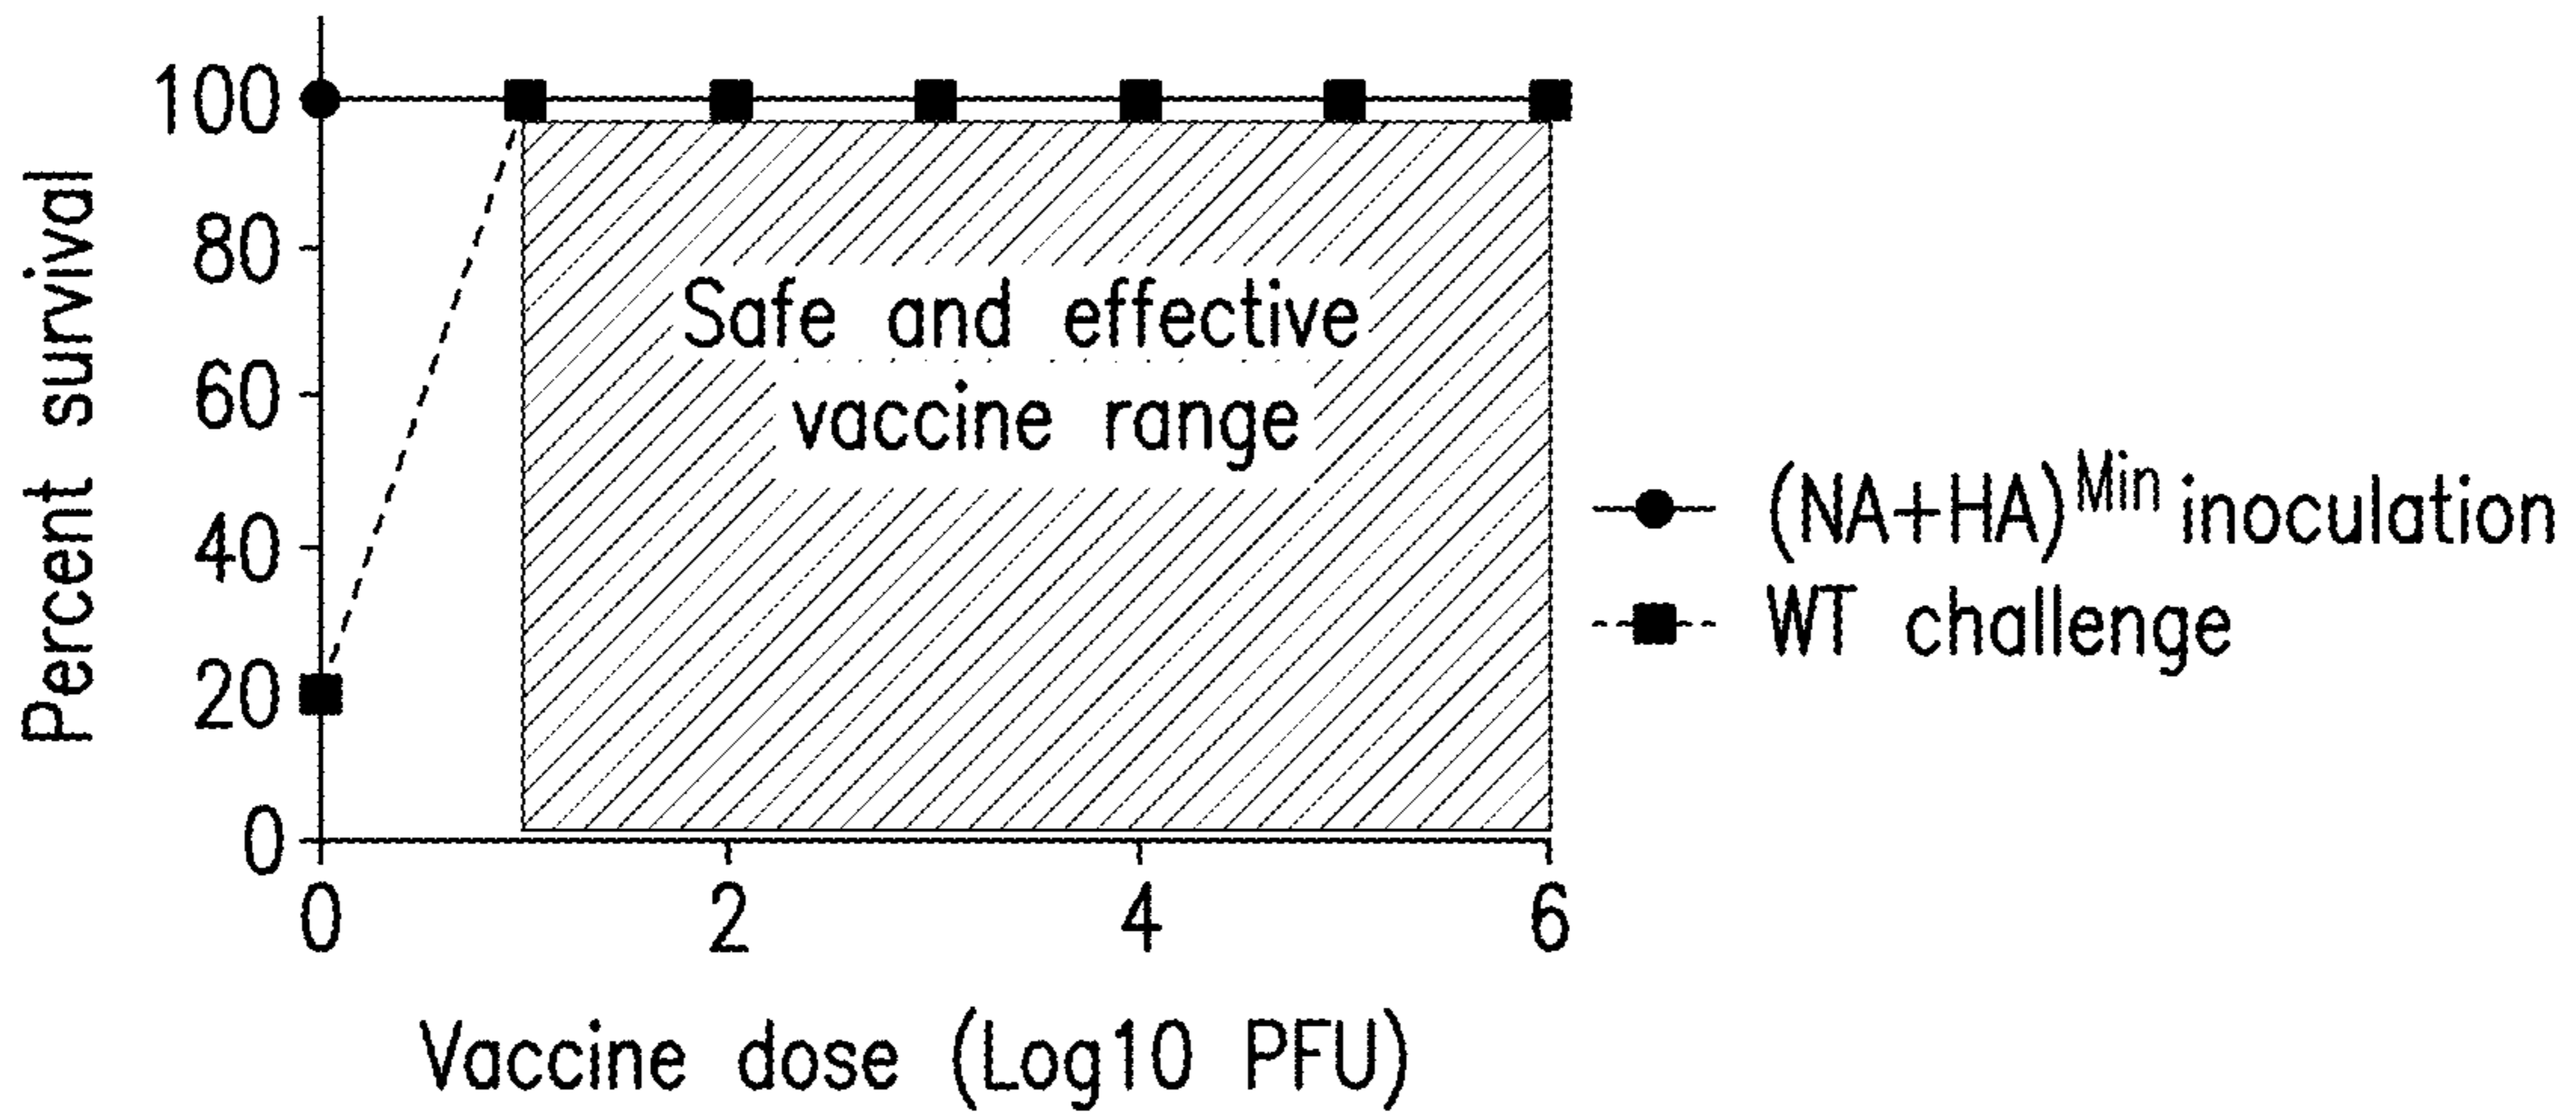 Percent survival
100
80
60
40
20
0
Safe and effective
vaccine range
0 2 4 6
Vaccine dose (Log10 PFU)
(NA+HA)Min inoculation
WT challenge